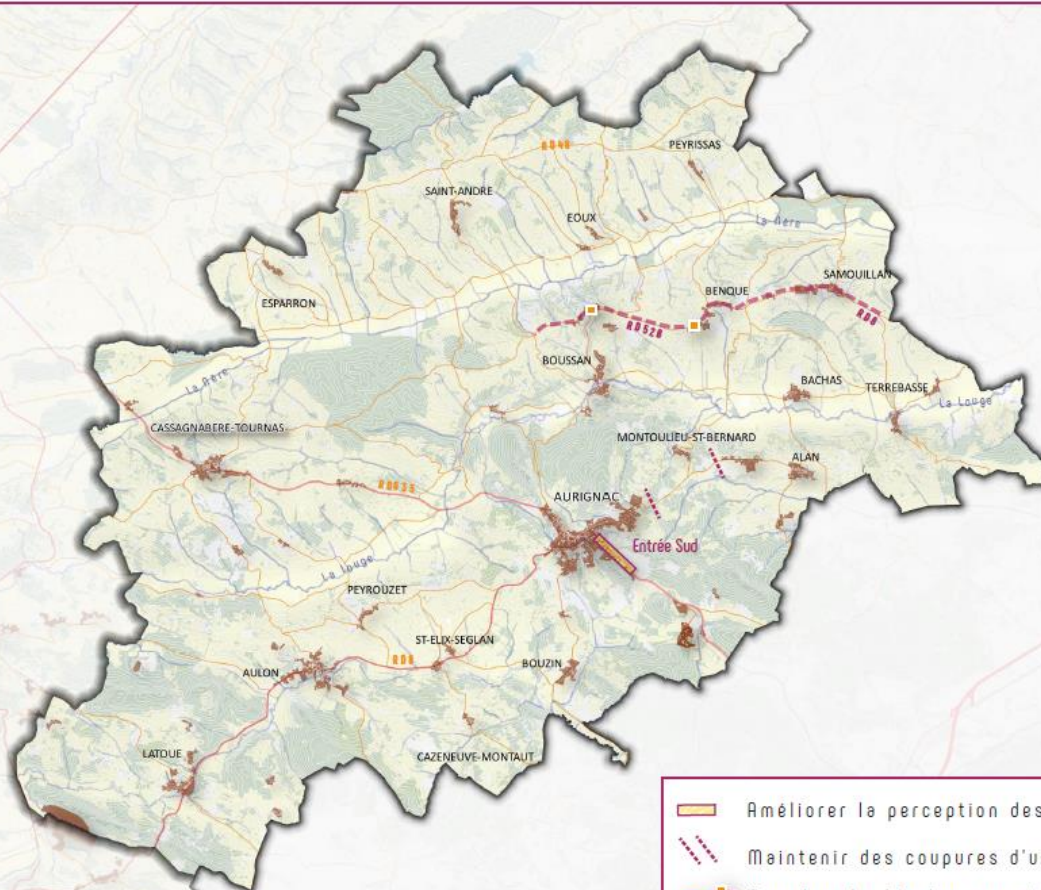 RD48
PEYRISSAS
SAINT-ANDRE
EOUX
La Nère
ESPARRON
SAMOUILLAN
BENQUE
RD52B
RD8
BOUSSAN
La Nère
BACHAS
TERREBASSE
La Louge
CASSAGNABERE-TOURNAS
MONTOULIEU-ST-BERNARD
ALAN
RD635
AURIGNAC
Entrée Sud
La Louge
PEYROUZET
ST-ELIX-SEGLAN
RD8
BOUZIN
AULON
LATOUE
CAZENEUVE-MONTAUT
Améliorer la perception des
Maintenir des coupures d'u